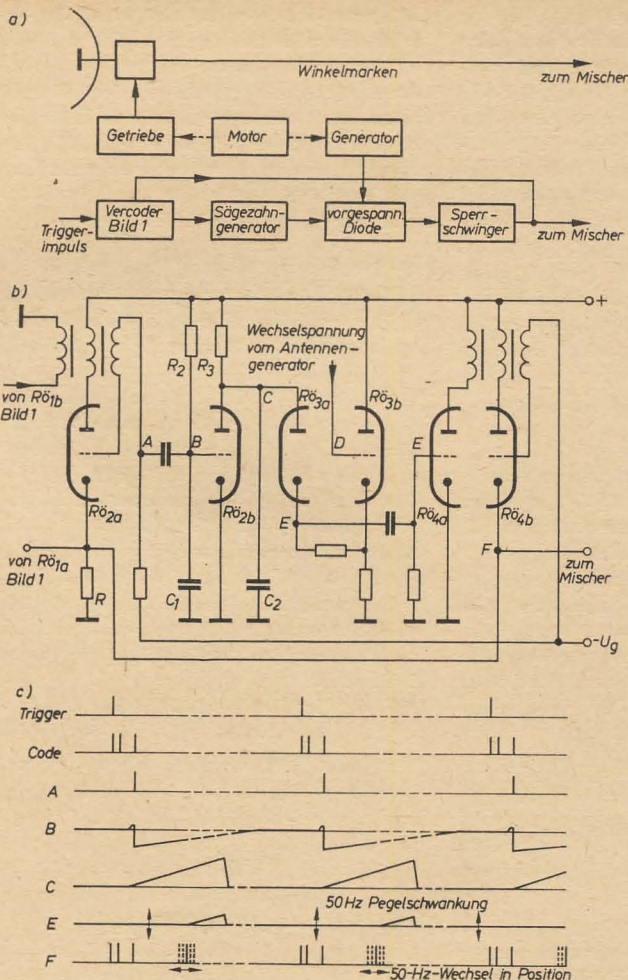 a)
Winkelmarken
zum Mischer
Getriebe
Motor
Generator
Trigger-
impuls
Vercoder
Bild 1
Sägezahn-
generator
vorgespann.
Diode
Sperr-
schwinger
zum Mischer
b)
+
R2
R3
Wechselspannung
vom Antennen-
generator
von Rö1b
Bild 1
A
B
C
Rö3a
D
Rö3b
E
Rö2a
Rö2b
E
Rö4a
Rö4b
von Rö1a
Bild 1
R
C1
C2
F
zum
Mischer
-Ug
c)
Trigger
Code
A
B
C
50Hz Pegelschwankung
E
F
50-Hz-Wechsel in Position